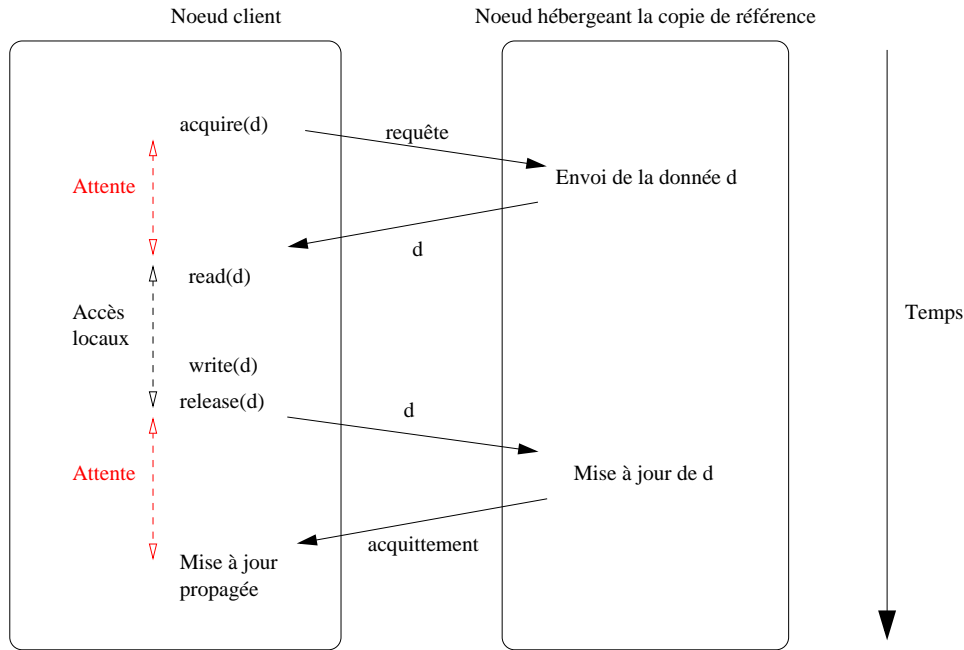 Noeud client
Noeud hébergeant la copie de référence
acquire(d)
requête
Attente
Envoi de la donnée d
d
read(d)
Accès
locaux
Temps
write(d)
release(d)
d
Attente
Mise à jour de d
acquittement
Mise à jour
propagée